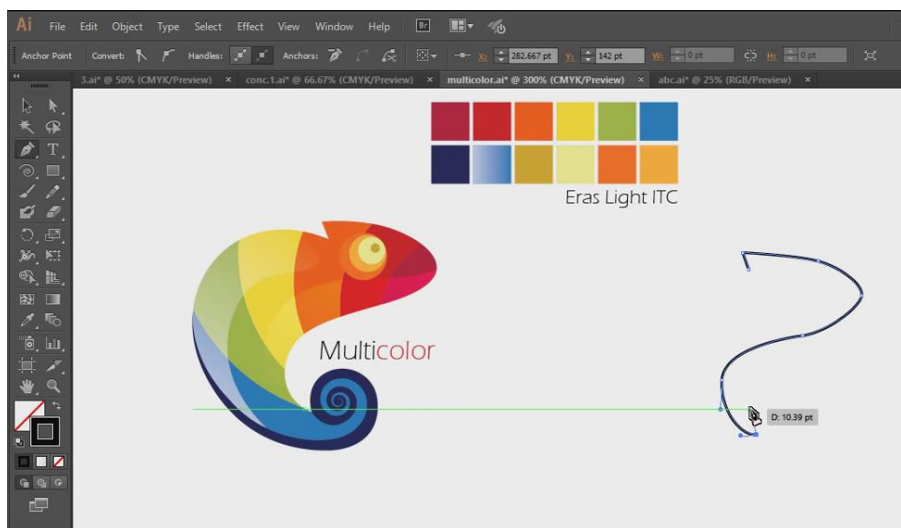 Ai File Edit Object Type Select Effect View Window Help Br
Anchor Point Convert: Handles: Anchors: X: 282.667 pt Y: 142 pt W: 0 pt H: 0 pt
3.ai* @ 50% (CMYK/Preview) × conc.1.ai* @ 66.67% (CMYK/Preview) × multicolor.ai* @ 300% (CMYK/Preview) × abc.ai* @ 25% (RGB/Preview) ×
Eras Light ITC
Multicolor
D: 10.39 pt